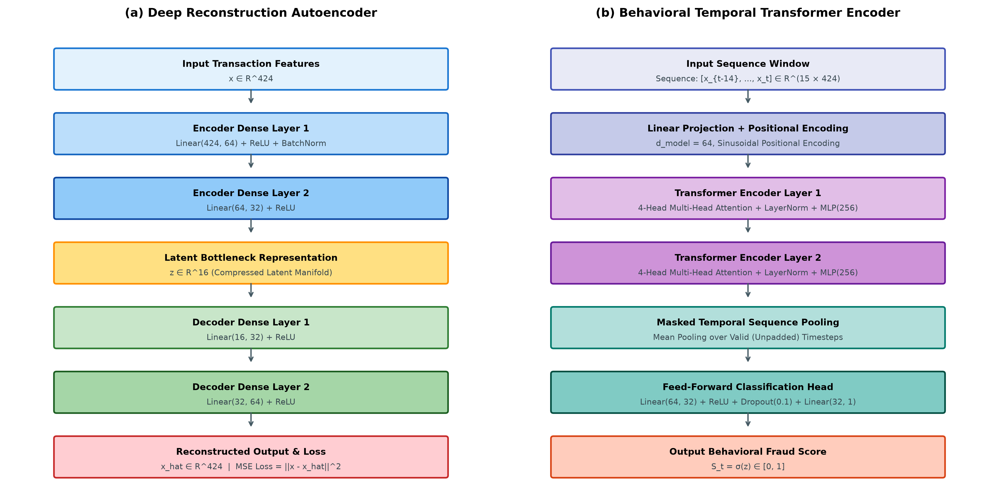 (a) Deep Reconstruction Autoencoder
Input Transaction Features
x ∈ R^424
Encoder Dense Layer 1
Linear(424, 64) + ReLU + BatchNorm
Encoder Dense Layer 2
Linear(64, 32) + ReLU
Latent Bottleneck Representation
z ∈ R^16 (Compressed Latent Manifold)
Decoder Dense Layer 1
Linear(16, 32) + ReLU
Decoder Dense Layer 2
Linear(32, 64) + ReLU
Reconstructed Output & Loss
x_hat ∈ R^424 | MSE Loss = ||x - x_hat||^2
(b) Behavioral Temporal Transformer Encoder
Input Sequence Window
Sequence: [x_{t-14}, ..., x_t] ∈ R^(15 × 424)
Linear Projection + Positional Encoding
d_model = 64, Sinusoidal Positional Encoding
Transformer Encoder Layer 1
4-Head Multi-Head Attention + LayerNorm + MLP(256)
Transformer Encoder Layer 2
4-Head Multi-Head Attention + LayerNorm + MLP(256)
Masked Temporal Sequence Pooling
Mean Pooling over Valid (Unpadded) Timesteps
Feed-Forward Classification Head
Linear(64, 32) + ReLU + Dropout(0.1) + Linear(32, 1)
Output Behavioral Fraud Score
S_t = σ(z) ∈ [0, 1]